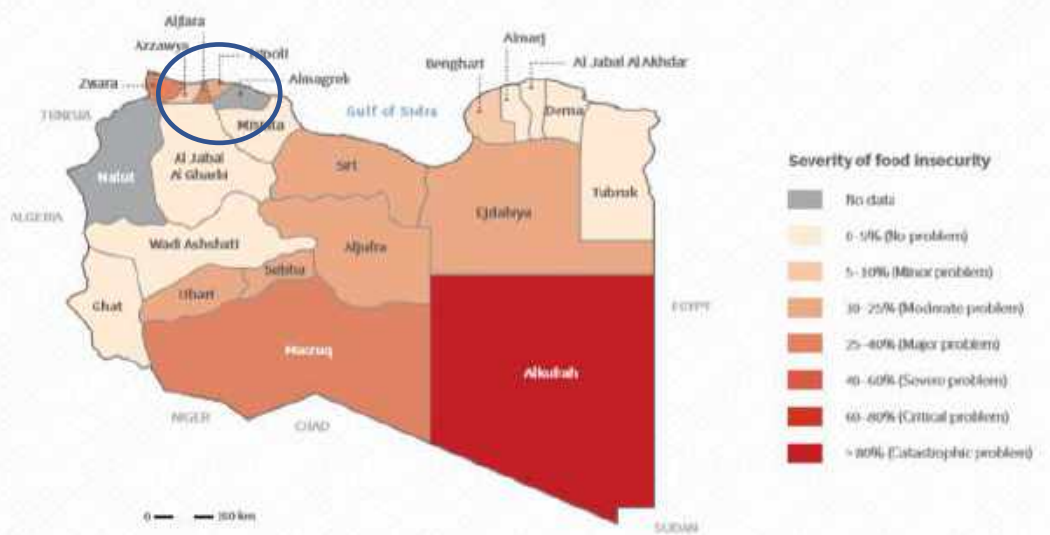 Aljfara
Azzawya
Tripoli
Zwara
Almagreb
Misrata
TUNISIA
Nalut
Al Jabal
Al Gharbi
ALGERIA
Wadi Ashshati
Ghat
Ubari
Sebha
Aljufra
Sirt
Murzuq
NIGER
CHAD
Gulf of Sidra
Benghazi
Almarj
Al Jabal Al Akhdar
Derna
Tubruk
Ejdabiya
EGYPT
Alkufrah
SUDAN
0
km
Severity of food insecurity
No data
0-5% (No problem)
5-10% (Minor problem)
10-25% (Moderate problem)
25-40% (Major problem)
40-60% (Severe problem)
60-80% (Critical problem)
>80% (Catastrophic problem)